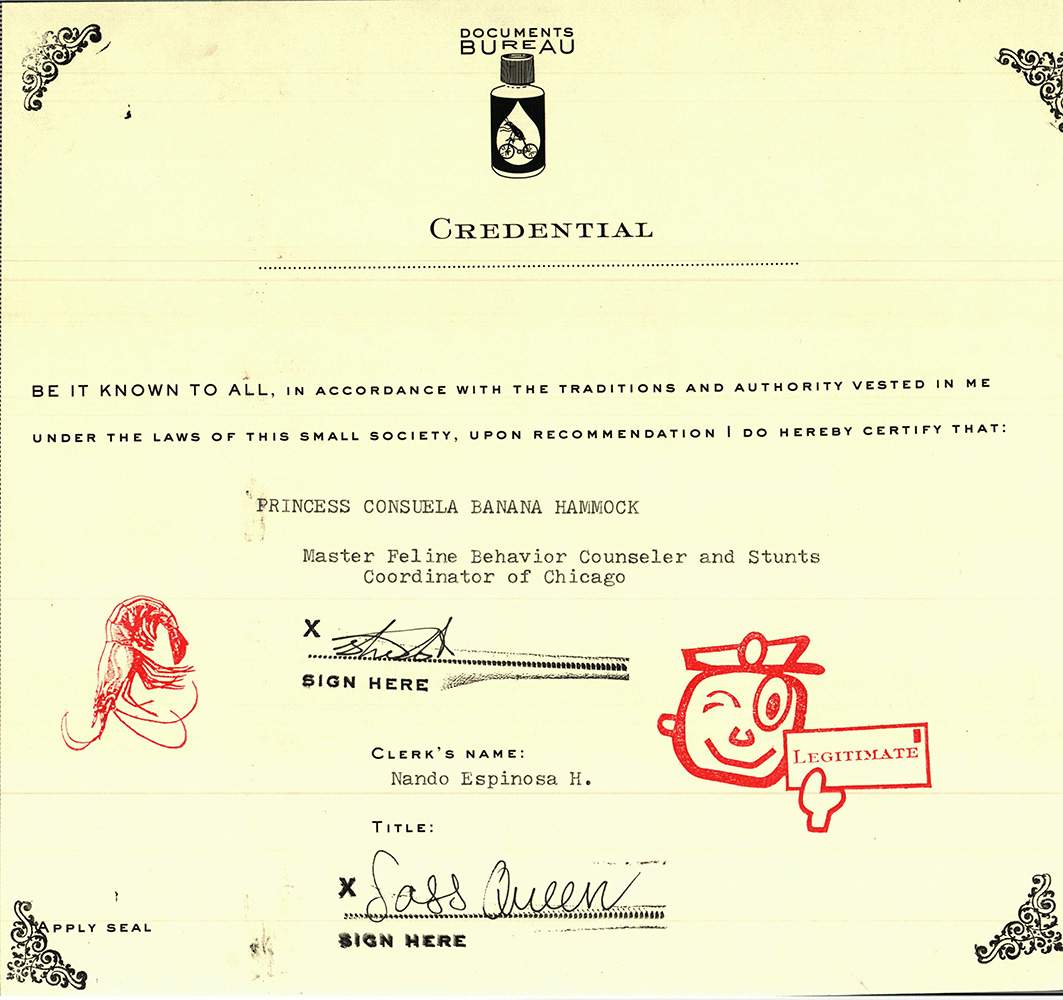 DOCUMENTS
BUREAU
CREDENTIAL
BE IT KNOWN TO ALL, IN ACCORDANCE WITH THE TRADITIONS AND AUTHORITY VESTED IN ME
UNDER THE LAWS OF THIS SMALL SOCIETY, UPON RECOMMENDATION I DO HEREBY CERTIFY THAT:
PRINCESS CONSUELA BANANA HAMMOCK
Master Feline Behavior Counseler and Stunts
Coordinator of Chicago
X
SIGN HERE
LEGITIMATE
CLERK'S NAME:
Nando Espinosa H.
TITLE:
X Sass Queen
SIGN HERE
APPLY SEAL